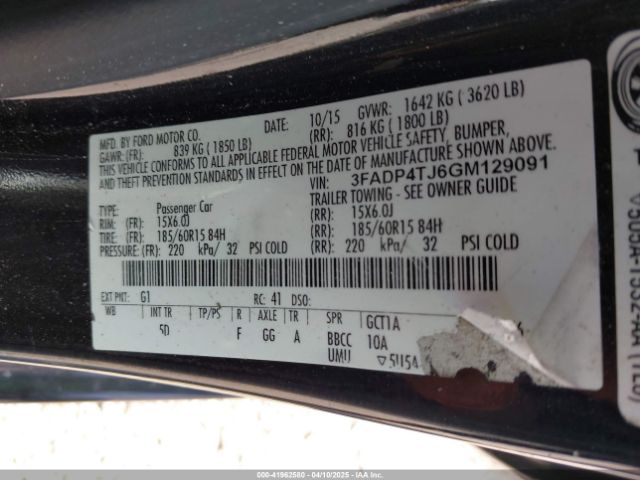 MFD. BY FORD MOTOR CO. DATE: 10/15 GVWR: 1642 KG ( 3620 LB)
GAWR: (FR): 839 KG ( 1850 LB) (RR): 816 KG ( 1800 LB)
THIS VEHICLE CONFORMS TO ALL APPLICABLE FEDERAL MOTOR VEHICLE SAFETY, BUMPER,
AND THEFT PREVENTION STANDARDS IN EFFECT ON THE DATE OF MANUFACTURE SHOWN ABOVE.
VIN: 3FADP4TJ6GM129091
TYPE: Passenger Car TRAILER TOWING - SEE OWNER GUIDE
RIM: (FR): 15X6.0J (RR): 15X6.0J
TIRE: (FR): 185/60R15 84H (RR): 185/60R15 84H
PRESSURE: (FR): 220 kPa/ 32 PSI COLD (RR): 220 kPa/ 32 PSI COLD
EXT PNT: G1 RC: 41 DSO:
WB INT TR TP/PS R AXLE TR SPR GCT1A
5D F GG A BBCC 10A
UMU ▽5U54
000-41962580 - 04/10/2025 - IAAI.com